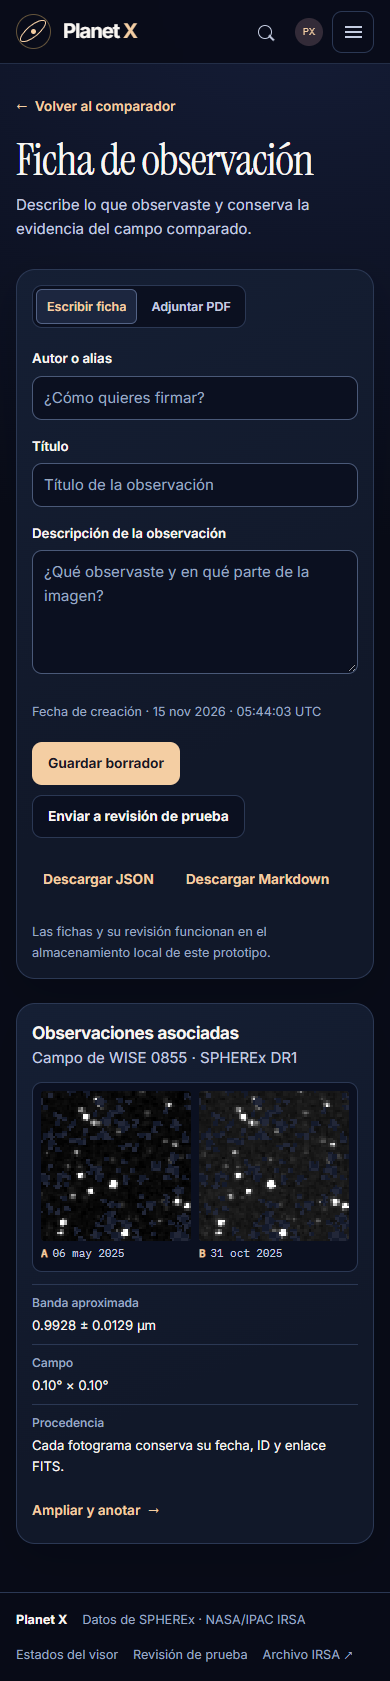 Planet X
PX
← Volver al comparador
Ficha de observación
Describe lo que observaste y conserva la
evidencia del campo comparado.
Escribir ficha
Adjuntar PDF
Autor o alias
¿Cómo quieres firmar?
Título
Título de la observación
Descripción de la observación
¿Qué observaste y en qué parte de la
imagen?
Fecha de creación · 15 nov 2026 · 05:44:03 UTC
Guardar borrador
Enviar a revisión de prueba
Descargar JSON
Descargar Markdown
Las fichas y su revisión funcionan en el
almacenamiento local de este prototipo.
Observaciones asociadas
Campo de WISE 0855 · SPHEREx DR1
A 06 may 2025
B 31 oct 2025
Banda aproximada
0.9928 ± 0.0129 µm
Campo
0.10° × 0.10°
Procedencia
Cada fotograma conserva su fecha, ID y enlace
FITS.
Ampliar y anotar →
Planet X Datos de SPHEREx · NASA/IPAC IRSA
Estados del visor Revisión de prueba Archivo IRSA ↗